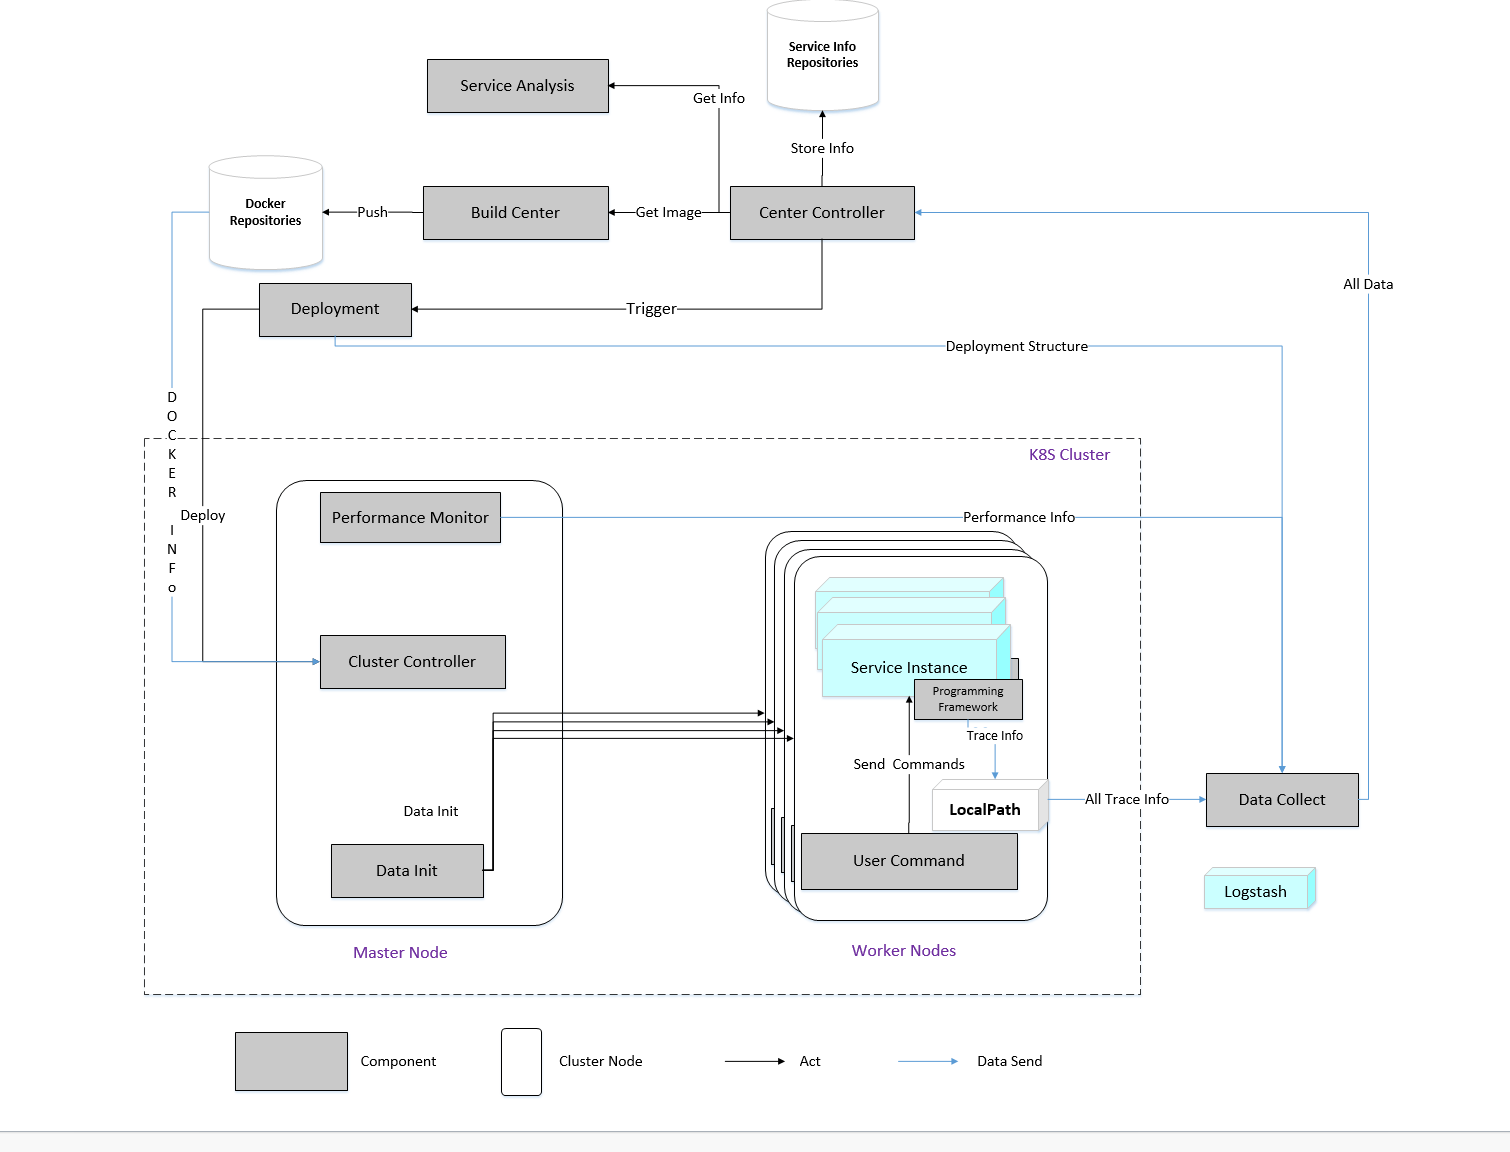 Service Info
Repositories
Service Analysis
Get Info
Store Info
Docker
Repositories
Push
Build Center
Get Image
Center Controller
All Data
Deployment
Trigger
Deployment Structure
DOCKER INFo
K8S Cluster
Deploy
Performance Monitor
Performance Info
Cluster Controller
Service Instance
Programming
Framework
Trace Info
Send Commands
Data Init
LocalPath
All Trace Info
Data Collect
Data Init
User Command
Logstash
Master Node
Worker Nodes
Component
Cluster Node
Act
Data Send